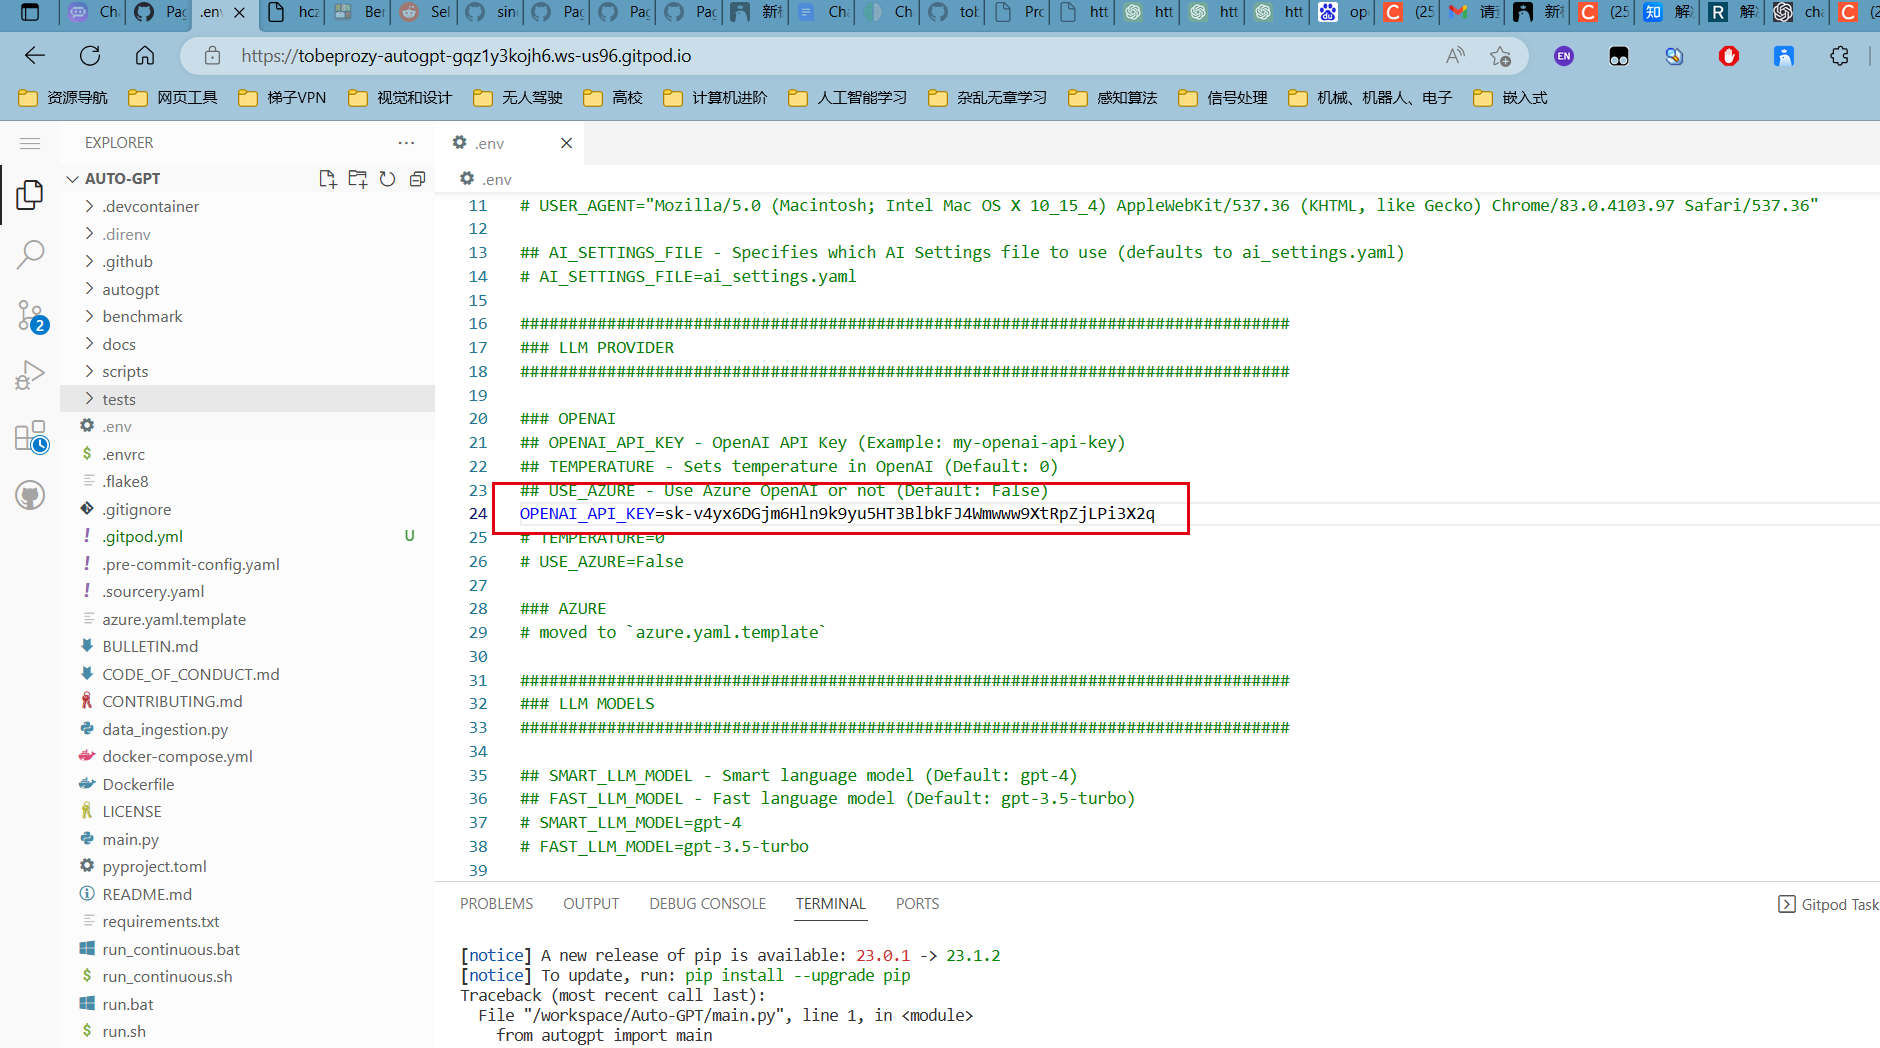 Cha
Pag
.env
hcz
Ber
Sel
sin
Pag
Pag
Pag
新标
Cha
Ch
tob
Pro
htt
htt
htt
htt
ope
(25
请
新标
(25
解
解
cha
(2
https://tobeprozy-autogpt-gqz1y3kojh6.ws-us96.gitpod.io
EN
资源导航 网页工具 梯子VPN 视觉和设计 无人驾驶 高校 计算机进阶 人工智能学习 杂乱无章学习 感知算法 信号处理 机械、机器人、电子 嵌入式
EXPLORER
AUTO-GPT
.devcontainer
.direnv
.github
autogpt
benchmark
docs
scripts
tests
.env
.envrc
.flake8
.gitignore
.gitpod.yml U
.pre-commit-config.yaml
.sourcery.yaml
azure.yaml.template
BULLETIN.md
CODE_OF_CONDUCT.md
CONTRIBUTING.md
data_ingestion.py
docker-compose.yml
Dockerfile
LICENSE
main.py
pyproject.toml
README.md
requirements.txt
run_continuous.bat
run_continuous.sh
run.bat
run.sh
2
.env
.env
11 # USER_AGENT="Mozilla/5.0 (Macintosh; Intel Mac OS X 10_15_4) AppleWebKit/537.36 (KHTML, like Gecko) Chrome/83.0.4103.97 Safari/537.36"
12
13 ## AI_SETTINGS_FILE - Specifies which AI Settings file to use (defaults to ai_settings.yaml)
14 # AI_SETTINGS_FILE=ai_settings.yaml
15
16 ################################################################################
17 ### LLM PROVIDER
18 ################################################################################
19
20 ### OPENAI
21 ## OPENAI_API_KEY - OpenAI API Key (Example: my-openai-api-key)
22 ## TEMPERATURE - Sets temperature in OpenAI (Default: 0)
23 ## USE_AZURE - Use Azure OpenAI or not (Default: False)
24 OPENAI_API_KEY=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
25 # TEMPERATURE=0
26 # USE_AZURE=False
27
28 ### AZURE
29 # moved to `azure.yaml.template`
30
31 ################################################################################
32 ### LLM MODELS
33 ################################################################################
34
35 ## SMART_LLM_MODEL - Smart language model (Default: gpt-4)
36 ## FAST_LLM_MODEL - Fast language model (Default: gpt-3.5-turbo)
37 # SMART_LLM_MODEL=gpt-4
38 # FAST_LLM_MODEL=gpt-3.5-turbo
39
PROBLEMS OUTPUT DEBUG CONSOLE TERMINAL PORTS
Gitpod Task
[notice] A new release of pip is available: 23.0.1 -> 23.1.2
[notice] To update, run: pip install --upgrade pip
Traceback (most recent call last):
File "/workspace/Auto-GPT/main.py", line 1, in <module>
from autogpt import main